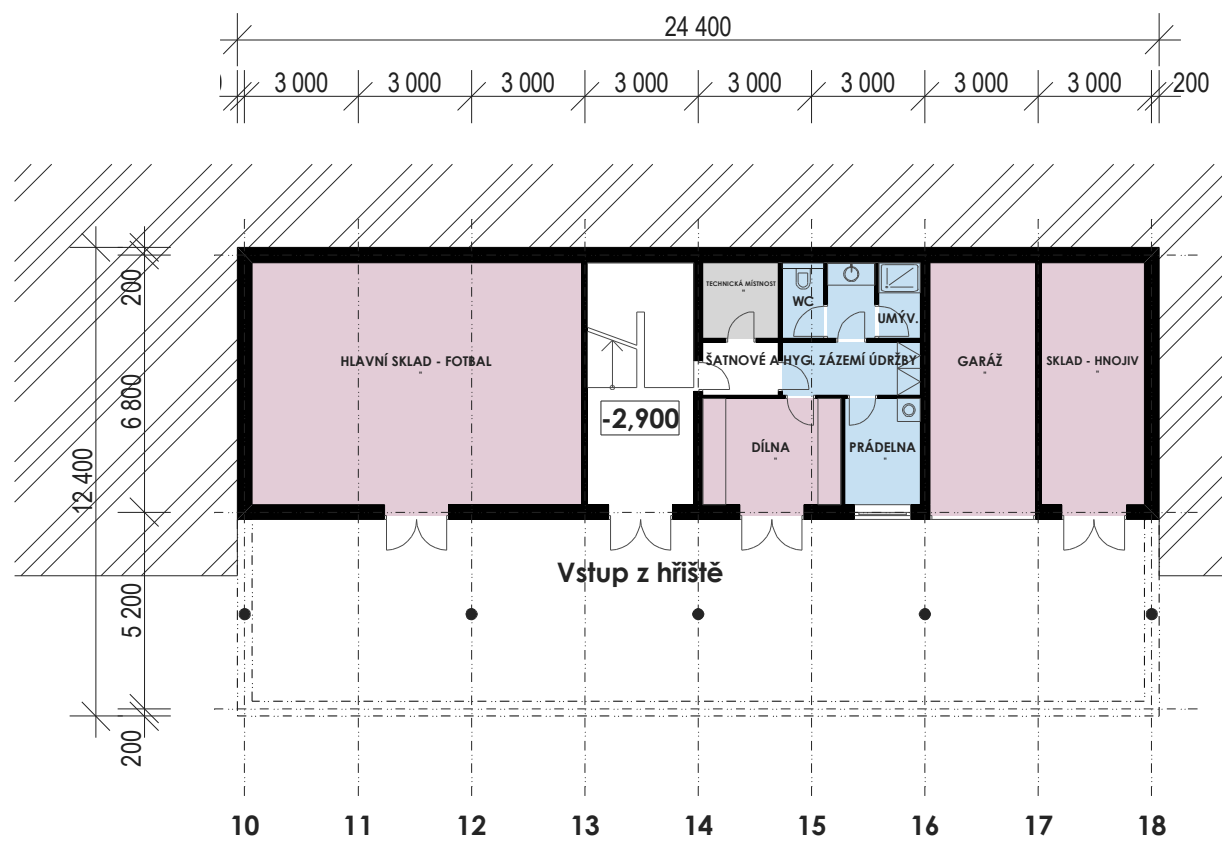 24 400
3 000 3 000 3 000 3 000 3 000 3 000 3 000 3 000 200
200
6 800
12 400
5 200
200
TECHNICKÁ MÍSTNOST
WC
UMÝV.
HLAVNÍ SKLAD - FOTBAL
ŠATNOVÉ A HYG. ZÁZEMÍ ÚDRŽBY
GARÁŽ
SKLAD - HNOJIV
-2,900
DÍLNA
PRÁDELNA
Vstup z hřiště
10 11 12 13 14 15 16 17 18